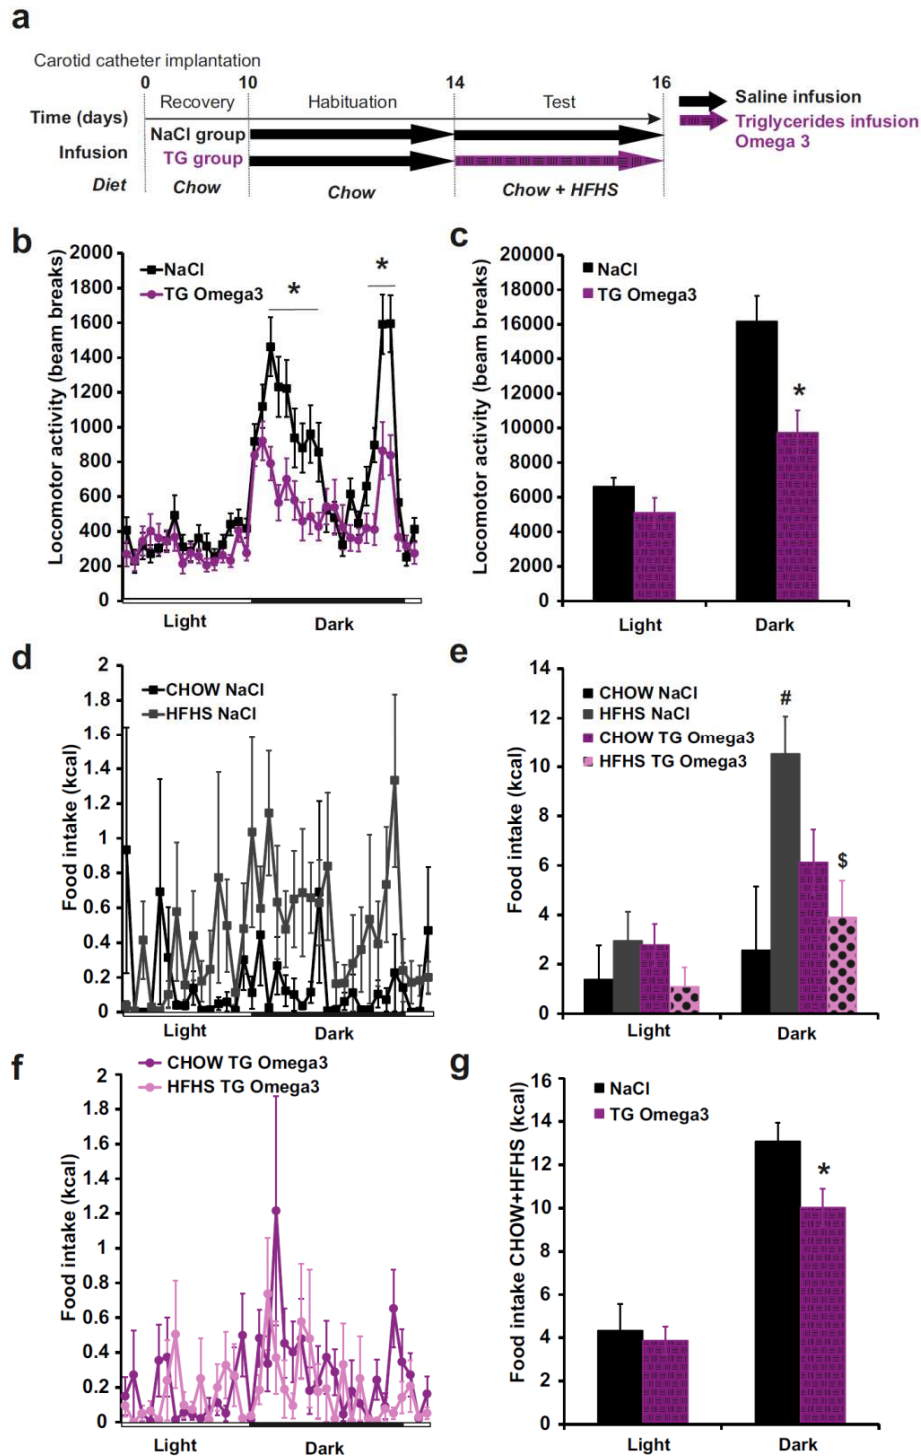 a
Carotid catheter implantation
0 10 14 16
Recovery Habituation Test
Time (days)
NaCl group
Infusion
TG group
Diet Chow Chow Chow + HFHS
Saline infusion
Triglycerides infusion
Omega 3
b
Locomotor activity (beam breaks)
2000
1800
1600
1400
1200
1000
800
600
400
200
0
NaCl
TG Omega3
* *
Light Dark
c
Locomotor activity (beam breaks)
20000
18000
16000
14000
12000
10000
8000
6000
4000
2000
0
NaCl
TG Omega3
*
Light Dark
d
Food intake (kcal)
2
1.8
1.6
1.4
1.2
1
0.8
0.6
0.4
0.2
0
CHOW NaCl
HFHS NaCl
Light Dark
e
Food intake (kcal)
14
12
10
8
6
4
2
0
CHOW NaCl
HFHS NaCl
CHOW TG Omega3
HFHS TG Omega3
#
$
Light Dark
f
Food intake (kcal)
2
1.8
1.6
1.4
1.2
1
0.8
0.6
0.4
0.2
0
CHOW TG Omega3
HFHS TG Omega3
Light Dark
g
Food intake CHOW+HFHS (kcal)
16
14
12
10
8
6
4
2
0
NaCl
TG Omega3
*
Light Dark